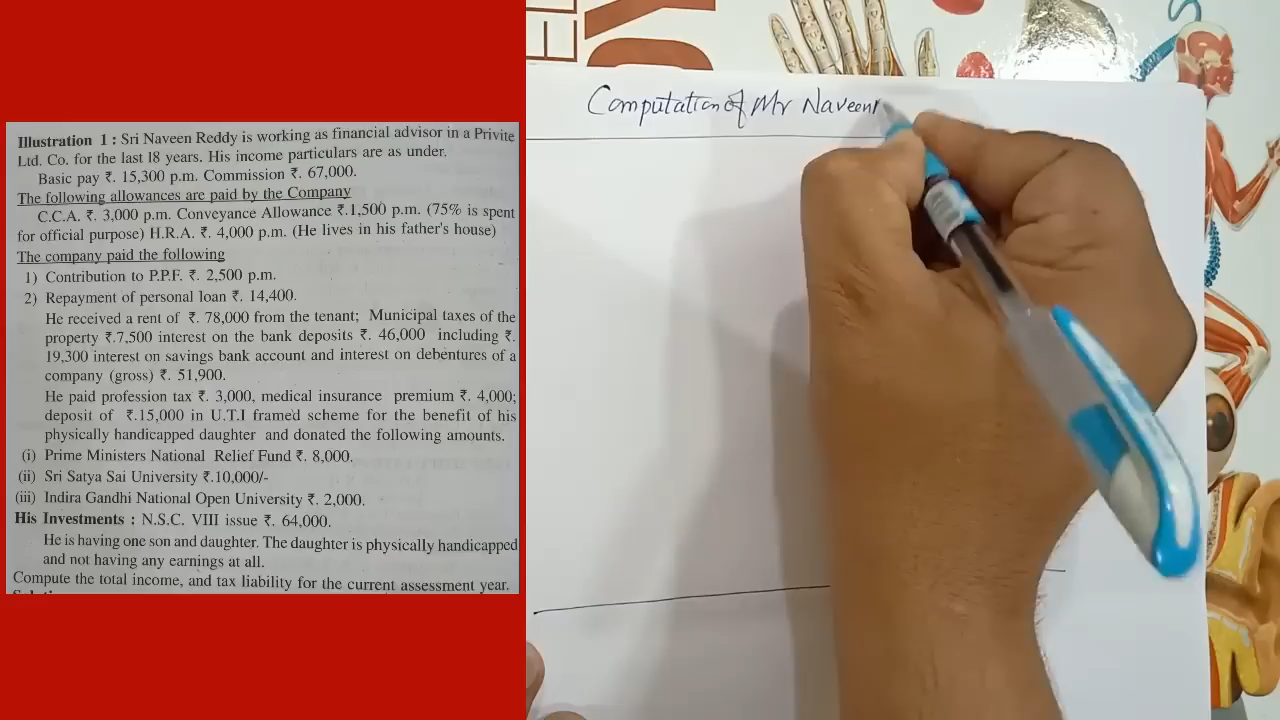 Illustration 1 : Sri Naveen Reddy is working as financial advisor in a Privite
Ltd. Co. for the last 18 years. His income particulars are as under.
Basic pay ₹. 15,300 p.m. Commission ₹. 67,000.
The following allowances are paid by the Company
C.C.A. ₹. 3,000 p.m. Conveyance Allowance ₹.1,500 p.m. (75% is spent
for official purpose) H.R.A. ₹. 4,000 p.m. (He lives in his father's house)
The company paid the following
1) Contribution to P.P.F. ₹. 2,500 p.m.
2) Repayment of personal loan ₹. 14,400.
He received a rent of ₹. 78,000 from the tenant; Municipal taxes of the
property ₹.7,500 interest on the bank deposits ₹. 46,000 including ₹.
19,300 interest on savings bank account and interest on debentures of a
company (gross) ₹. 51,900.
He paid profession tax ₹. 3,000, medical insurance premium ₹. 4,000;
deposit of ₹.15,000 in U.T.I framed scheme for the benefit of his
physically handicapped daughter and donated the following amounts.
(i) Prime Ministers National Relief Fund ₹. 8,000.
(ii) Sri Satya Sai University ₹.10,000/-
(iii) Indira Gandhi National Open University ₹. 2,000.
His Investments : N.S.C. VIII issue ₹. 64,000.
He is having one son and daughter. The daughter is physically handicapped
and not having any earnings at all.
Compute the total income, and tax liability for the current assessment year.
Computation of Mr Naveen